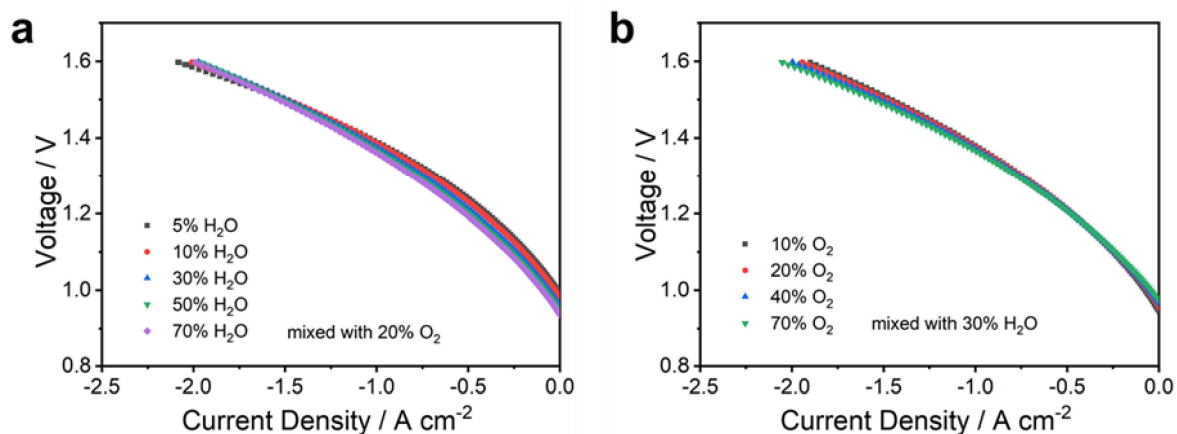 a
Voltage / V
1.6
1.4
1.2
1.0
0.8
5% H₂O
10% H₂O
30% H₂O
50% H₂O
70% H₂O
mixed with 20% O₂
-2.5 -2.0 -1.5 -1.0 -0.5 0.0
Current Density / A cm⁻²
b
Voltage / V
1.6
1.4
1.2
1.0
0.8
10% O₂
20% O₂
40% O₂
70% O₂
mixed with 30% H₂O
-2.5 -2.0 -1.5 -1.0 -0.5 0.0
Current Density / A cm⁻²